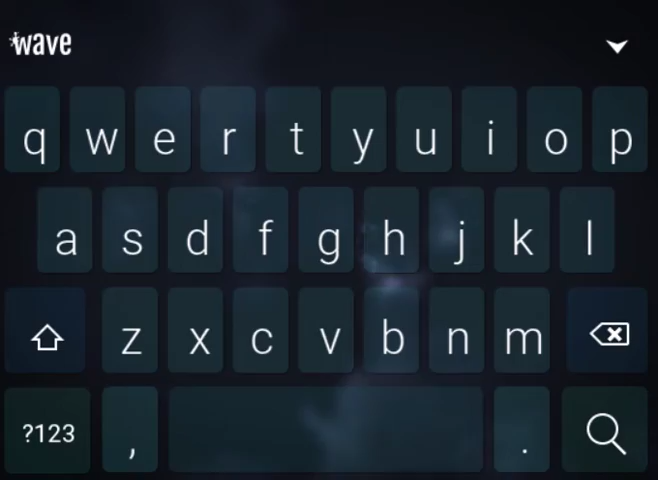 wave
q w e r t y u i o p
a s d f g h j k l
z x c v b n m
?123 , .